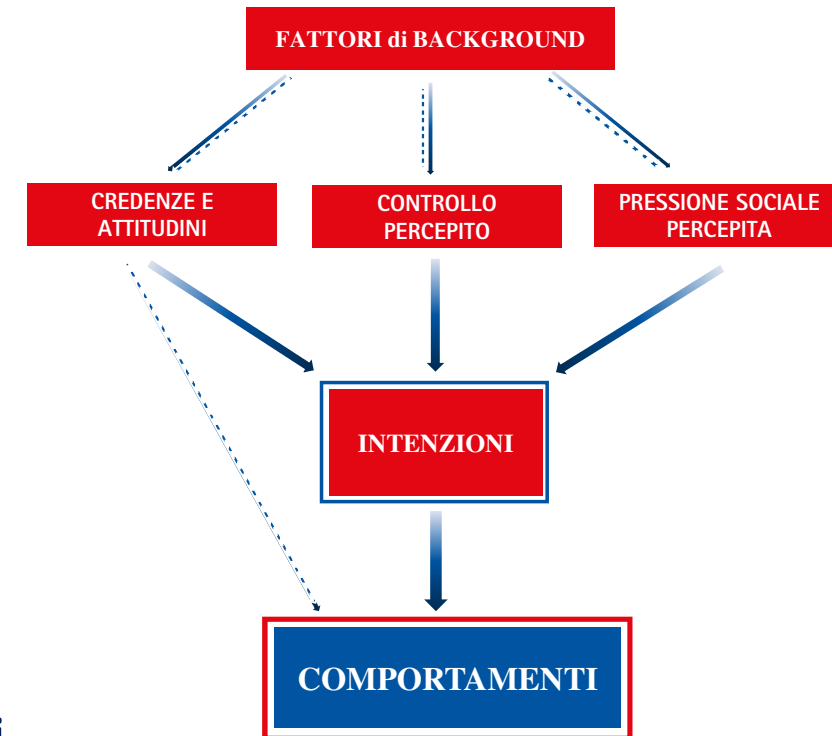 FATTORI di BACKGROUND
CREDENZE E
ATTITUDINI
CONTROLLO
PERCEPITO
PRESSIONE SOCIALE
PERCEPITA
INTENZIONI
COMPORTAMENTI
i